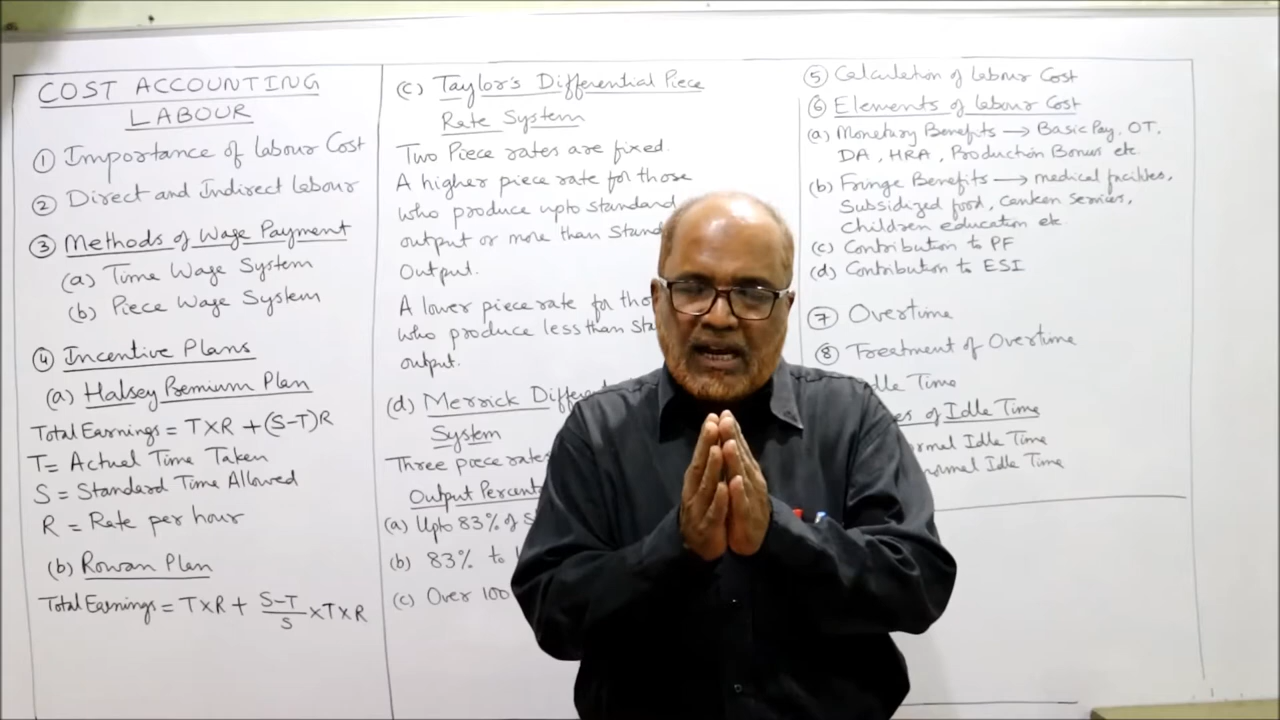 COST ACCOUNTING
LABOUR
① Importance of Labour Cost
② Direct and Indirect Labour
③ Methods of Wage Payment
(a) Time Wage System
(b) Piece Wage System
④ Incentive Plans
(a) Halsey Premium Plan
Total Earnings = T×R + (S-T)R
T = Actual Time Taken
S = Standard Time Allowed
R = Rate per hour
(b) Rowan Plan
Total Earnings = T×R + S-T/S ×T×R
(c) Taylor's Differential Piece
Rate System
Two Piece rates are fixed.
A higher piece rate for those
who produce upto standard
output or more than Stand
Output.
A lower piece rate for tho
who produce less than Sta
output.
(d) Merrick Differe
System
Three piece rates
Output Percent
(a) Upto 83% of S
(b) 83% to
(c) Over 100
⑤ Calculation of Labour Cost
⑥ Elements of Labour Cost
(a) Monetary Benefits → Basic Pay, OT,
DA, HRA, Production Bonus etc.
(b) Fringe Benefits → medical facilites,
Subsidized food, canteen services,
children education etc
(c) Contribution to PF
(d) Contribution to ESI
⑦ Overtime
⑧ Treatment of Overtime
dle Time
es of Idle Time
rmal Idle Time
normal Idle Time